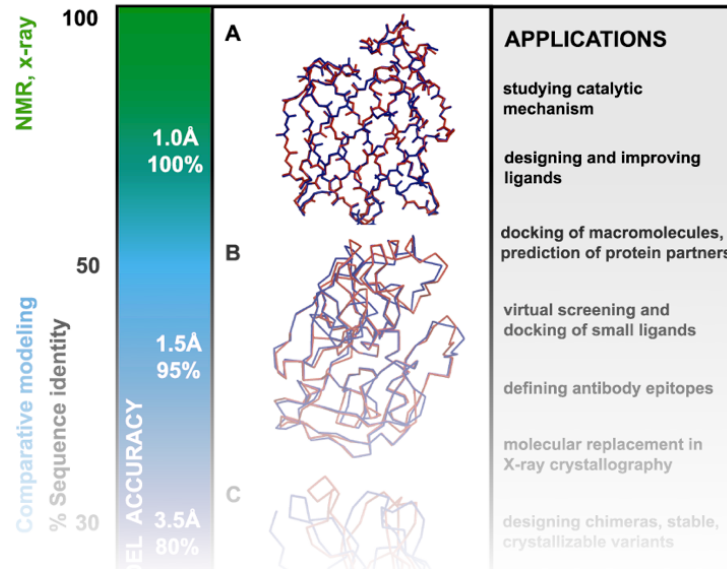 100
NMR, x-ray
50
Comparative modeling
% Sequence identity
30
1.0Å
100%
1.5Å
95%
3.5Å
80%
DEL ACCURACY
A
B
C
APPLICATIONS
studying catalytic
mechanism
designing and improving
ligands
docking of macromolecules,
prediction of protein partners
virtual screening and
docking of small ligands
defining antibody epitopes
molecular replacement in
X-ray crystallography
designing chimeras, stable,
crystallizable variants